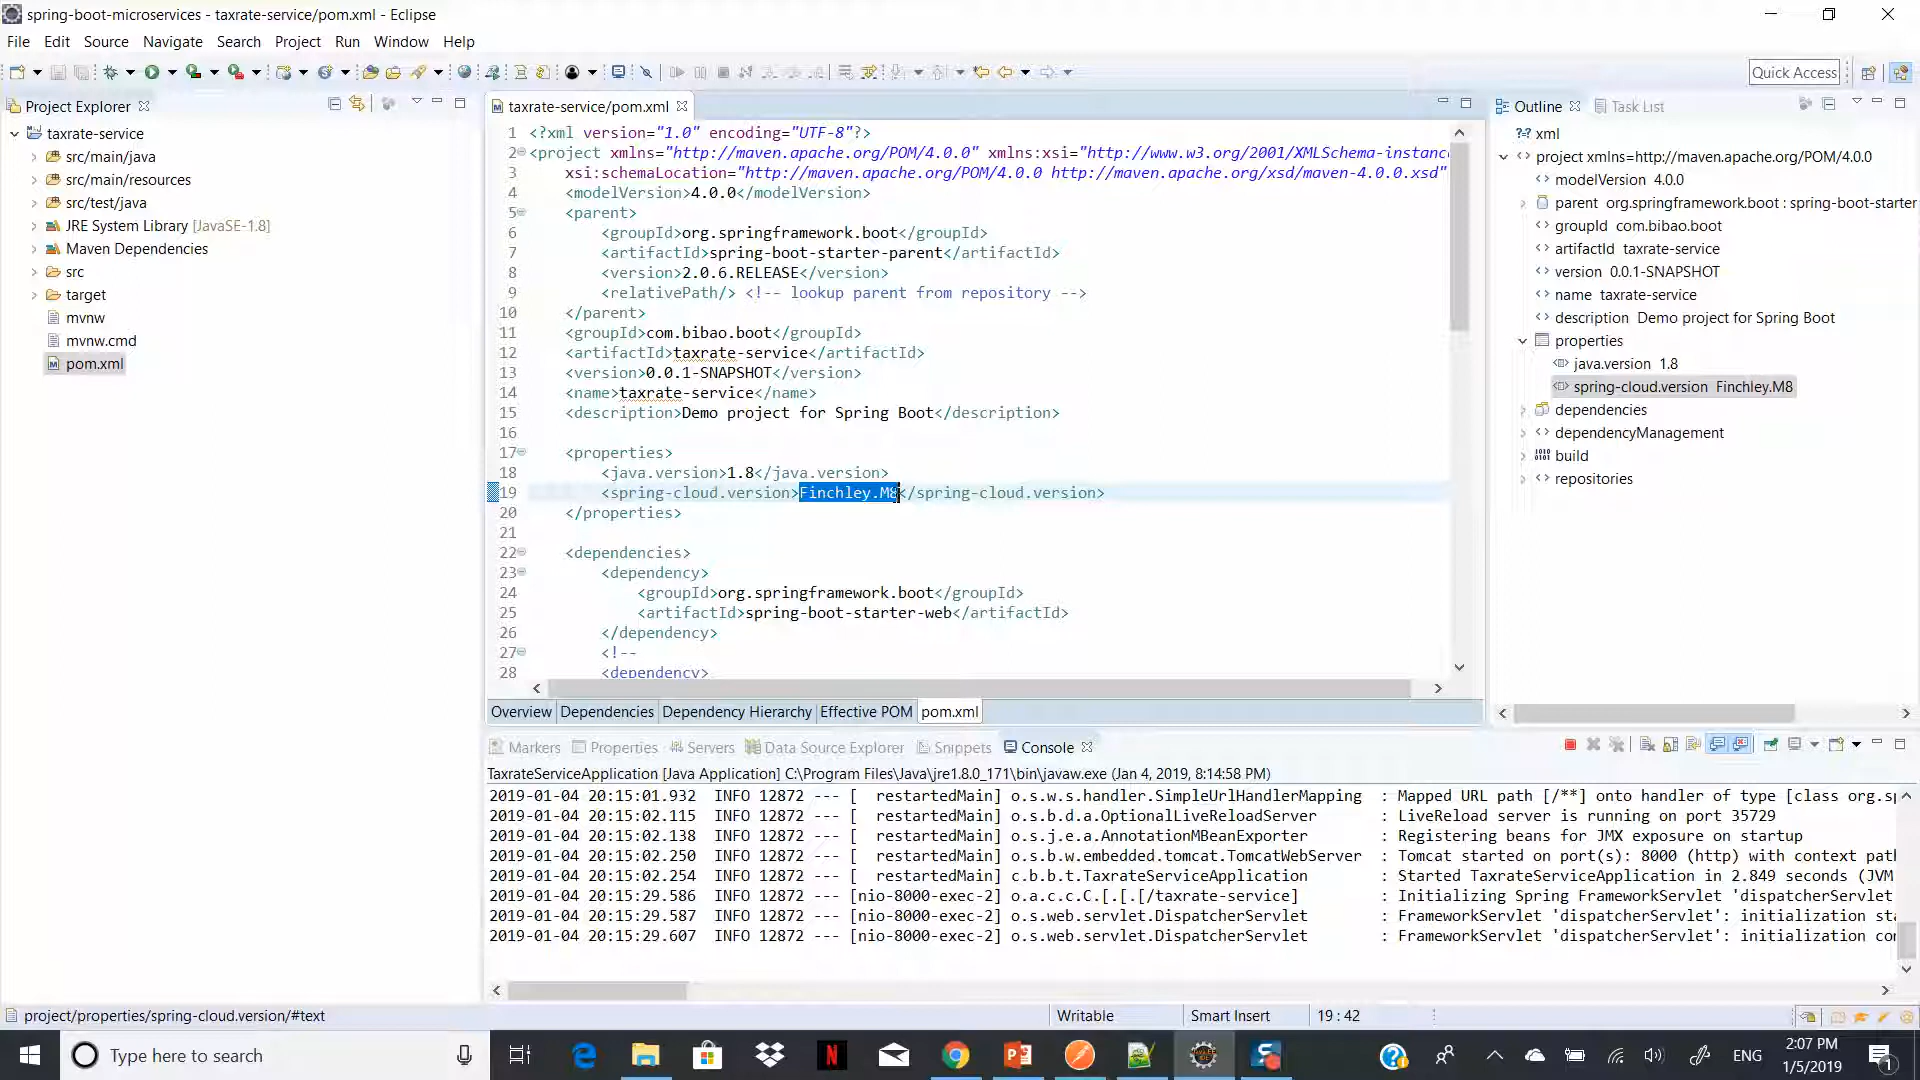 spring-boot-microservices - taxrate-service/pom.xml - Eclipse
File Edit Source Navigate Search Project Run Window Help
Quick Access
Project Explorer
taxrate-service
src/main/java
src/main/resources
src/test/java
JRE System Library [JavaSE-1.8]
Maven Dependencies
src
target
mvnw
mvnw.cmd
pom.xml
taxrate-service/pom.xml
1 <?xml version="1.0" encoding="UTF-8"?>
2 <project xmlns="http://maven.apache.org/POM/4.0.0" xmlns:xsi="http://www.w3.org/2001/XMLSchema-instanc
3 xsi:schemaLocation="http://maven.apache.org/POM/4.0.0 http://maven.apache.org/xsd/maven-4.0.0.xsd"
4 <modelVersion>4.0.0</modelVersion>
5 <parent>
6 <groupId>org.springframework.boot</groupId>
7 <artifactId>spring-boot-starter-parent</artifactId>
8 <version>2.0.6.RELEASE</version>
9 <relativePath/> <!-- lookup parent from repository -->
10 </parent>
11 <groupId>com.bibao.boot</groupId>
12 <artifactId>taxrate-service</artifactId>
13 <version>0.0.1-SNAPSHOT</version>
14 <name>taxrate-service</name>
15 <description>Demo project for Spring Boot</description>
16
17 <properties>
18 <java.version>1.8</java.version>
19 <spring-cloud.version>Finchley.M8</spring-cloud.version>
20 </properties>
21
22 <dependencies>
23 <dependency>
24 <groupId>org.springframework.boot</groupId>
25 <artifactId>spring-boot-starter-web</artifactId>
26 </dependency>
27 <!--
28 <dependency>
Overview Dependencies Dependency Hierarchy Effective POM pom.xml
Outline Task List
?? xml
project xmlns=http://maven.apache.org/POM/4.0.0
modelVersion 4.0.0
parent org.springframework.boot : spring-boot-starter
groupId com.bibao.boot
artifactId taxrate-service
version 0.0.1-SNAPSHOT
name taxrate-service
description Demo project for Spring Boot
properties
java.version 1.8
spring-cloud.version Finchley.M8
dependencies
dependencyManagement
build
repositories
Markers Properties Servers Data Source Explorer Snippets Console
TaxrateServiceApplication [Java Application] C:\Program Files\Java\jre1.8.0_171\bin\javaw.exe (Jan 4, 2019, 8:14:58 PM)
2019-01-04 20:15:01.932 INFO 12872 --- [ restartedMain] o.s.w.s.handler.SimpleUrlHandlerMapping : Mapped URL path [/**] onto handler of type [class org.sp
2019-01-04 20:15:02.115 INFO 12872 --- [ restartedMain] o.s.b.d.a.OptionalLiveReloadServer : LiveReload server is running on port 35729
2019-01-04 20:15:02.138 INFO 12872 --- [ restartedMain] o.s.j.e.a.AnnotationMBeanExporter : Registering beans for JMX exposure on startup
2019-01-04 20:15:02.250 INFO 12872 --- [ restartedMain] o.s.b.w.embedded.tomcat.TomcatWebServer : Tomcat started on port(s): 8000 (http) with context path
2019-01-04 20:15:02.254 INFO 12872 --- [ restartedMain] c.b.b.t.TaxrateServiceApplication : Started TaxrateServiceApplication in 2.849 seconds (JVM
2019-01-04 20:15:29.586 INFO 12872 --- [nio-8000-exec-2] o.a.c.c.C.[.[.[/taxrate-service] : Initializing Spring FrameworkServlet 'dispatcherServlet
2019-01-04 20:15:29.587 INFO 12872 --- [nio-8000-exec-2] o.s.web.servlet.DispatcherServlet : FrameworkServlet 'dispatcherServlet': initialization sta
2019-01-04 20:15:29.607 INFO 12872 --- [nio-8000-exec-2] o.s.web.servlet.DispatcherServlet : FrameworkServlet 'dispatcherServlet': initialization com
project/properties/spring-cloud.version/#text
Writable Smart Insert 19 : 42
Type here to search
ENG
2:07 PM
1/5/2019
1